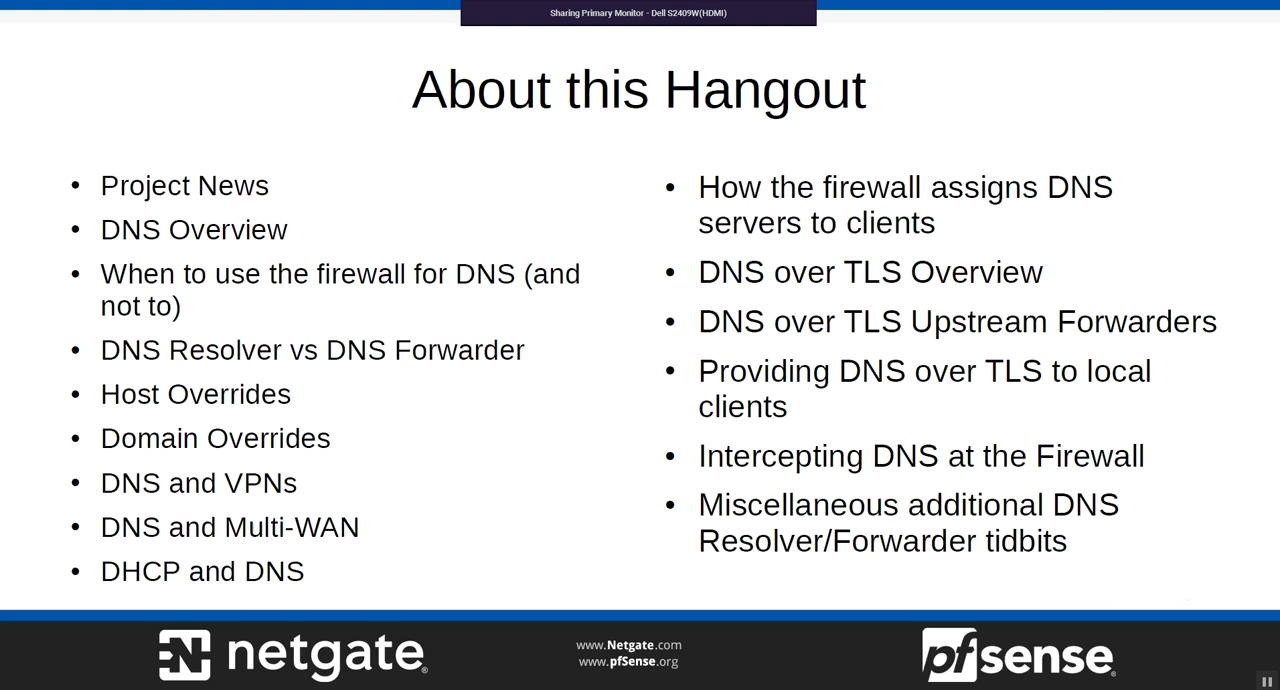 Sharing Primary Monitor - Dell S2409W(HDMI)
About this Hangout
• Project News
• DNS Overview
• When to use the firewall for DNS (and
not to)
• DNS Resolver vs DNS Forwarder
• Host Overrides
• Domain Overrides
• DNS and VPNs
• DNS and Multi-WAN
• DHCP and DNS
• How the firewall assigns DNS
servers to clients
• DNS over TLS Overview
• DNS over TLS Upstream Forwarders
• Providing DNS over TLS to local
clients
• Intercepting DNS at the Firewall
• Miscellaneous additional DNS
Resolver/Forwarder tidbits
N netgate®
www.Netgate.com
www.pfSense.org
pfsense®